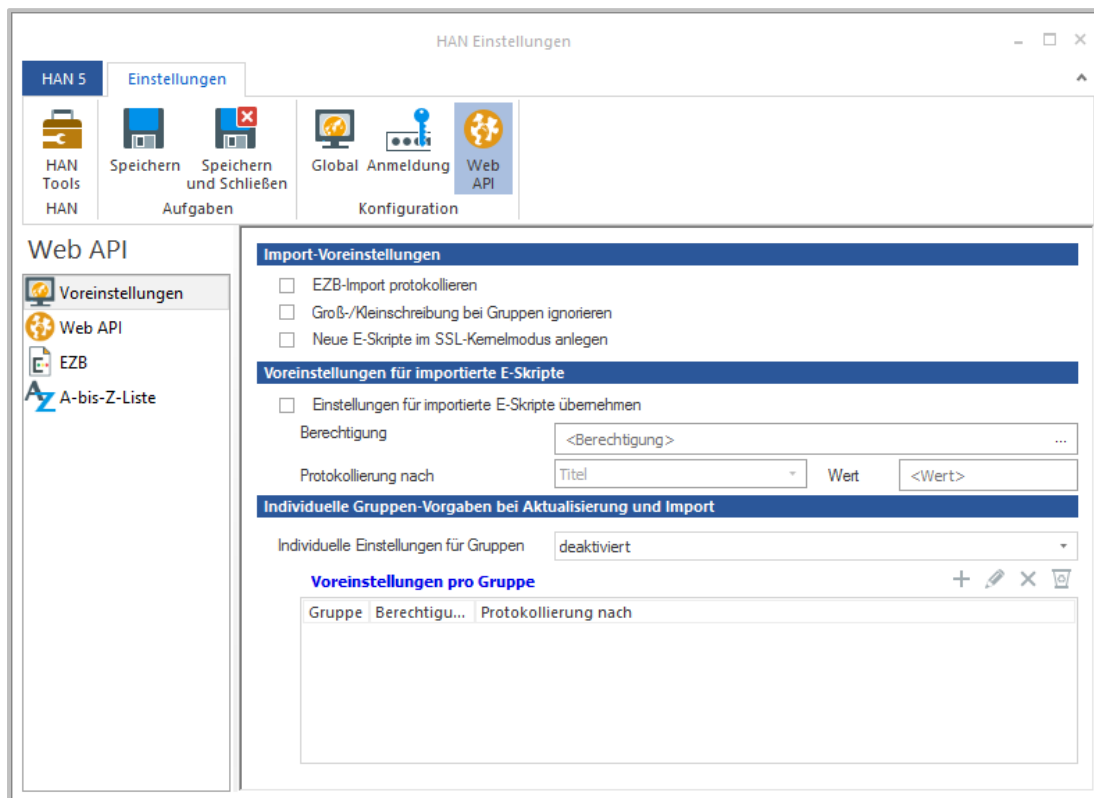 HAN Einstellungen
HAN 5 Einstellungen
HAN Tools
Speichern
Speichern und Schließen
Global
Anmeldung
Web API
HAN Aufgaben Konfiguration
Web API
Voreinstellungen
Web API
EZB
A-bis-Z-Liste
Import-Voreinstellungen
EZB-Import protokollieren
Groß-/Kleinschreibung bei Gruppen ignorieren
Neue E-Skripte im SSL-Kernelmodus anlegen
Voreinstellungen für importierte E-Skripte
Einstellungen für importierte E-Skripte übernehmen
Berechtigung <Berechtigung> ...
Protokollierung nach Titel Wert <Wert>
Individuelle Gruppen-Vorgaben bei Aktualisierung und Import
Individuelle Einstellungen für Gruppen deaktiviert
Voreinstellungen pro Gruppe
Gruppe Berechtigu... Protokollierung nach